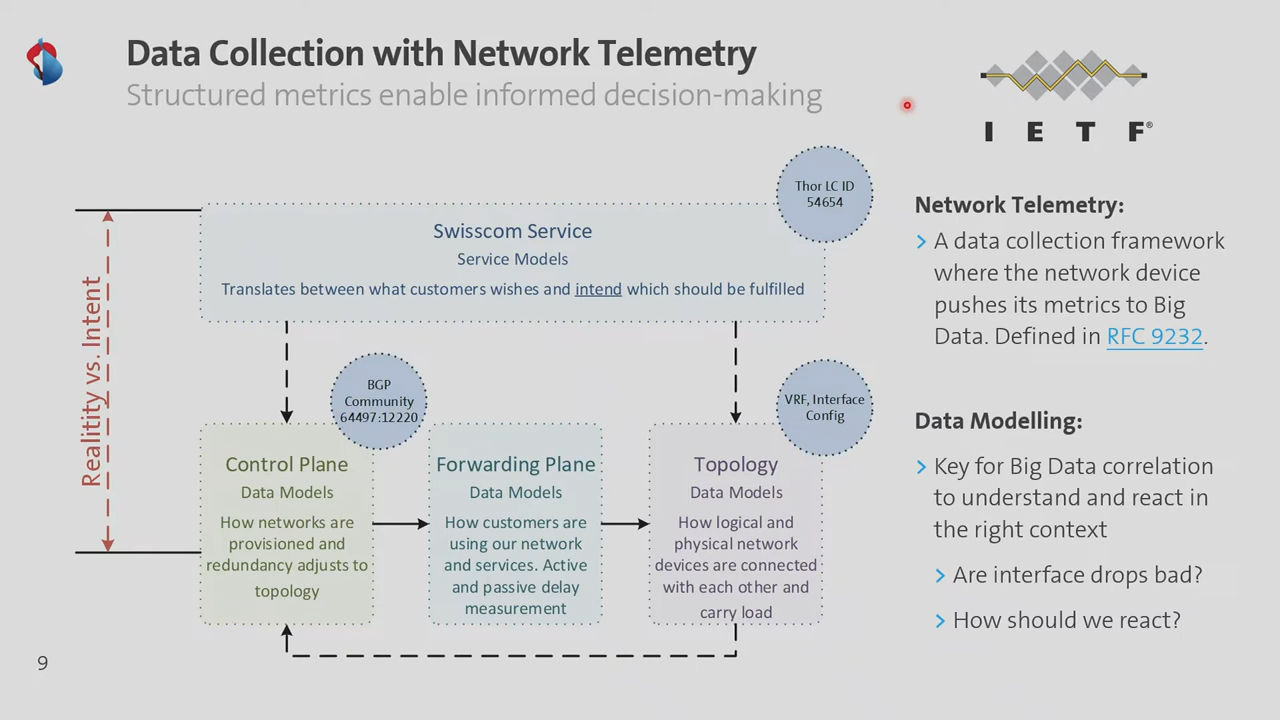 Data Collection with Network Telemetry
Structured metrics enable informed decision-making
I E T F®
Thor LC ID
54654
Swisscom Service
Service Models
Translates between what customers wishes and intend which should be fulfilled
Realitity vs. Intent
BGP
Community
64497:12220
VRF, Interface
Config
Control Plane
Data Models
How networks are
provisioned and
redundancy adjusts to
topology
Forwarding Plane
Data Models
How customers are
using our network
and services. Active
and passive delay
measurement
Topology
Data Models
How logical and
physical network
devices are connected
with each other and
carry load
Network Telemetry:
A data collection framework
where the network device
pushes its metrics to Big
Data. Defined in RFC 9232.
Data Modelling:
Key for Big Data correlation
to understand and react in
the right context
Are interface drops bad?
How should we react?
9